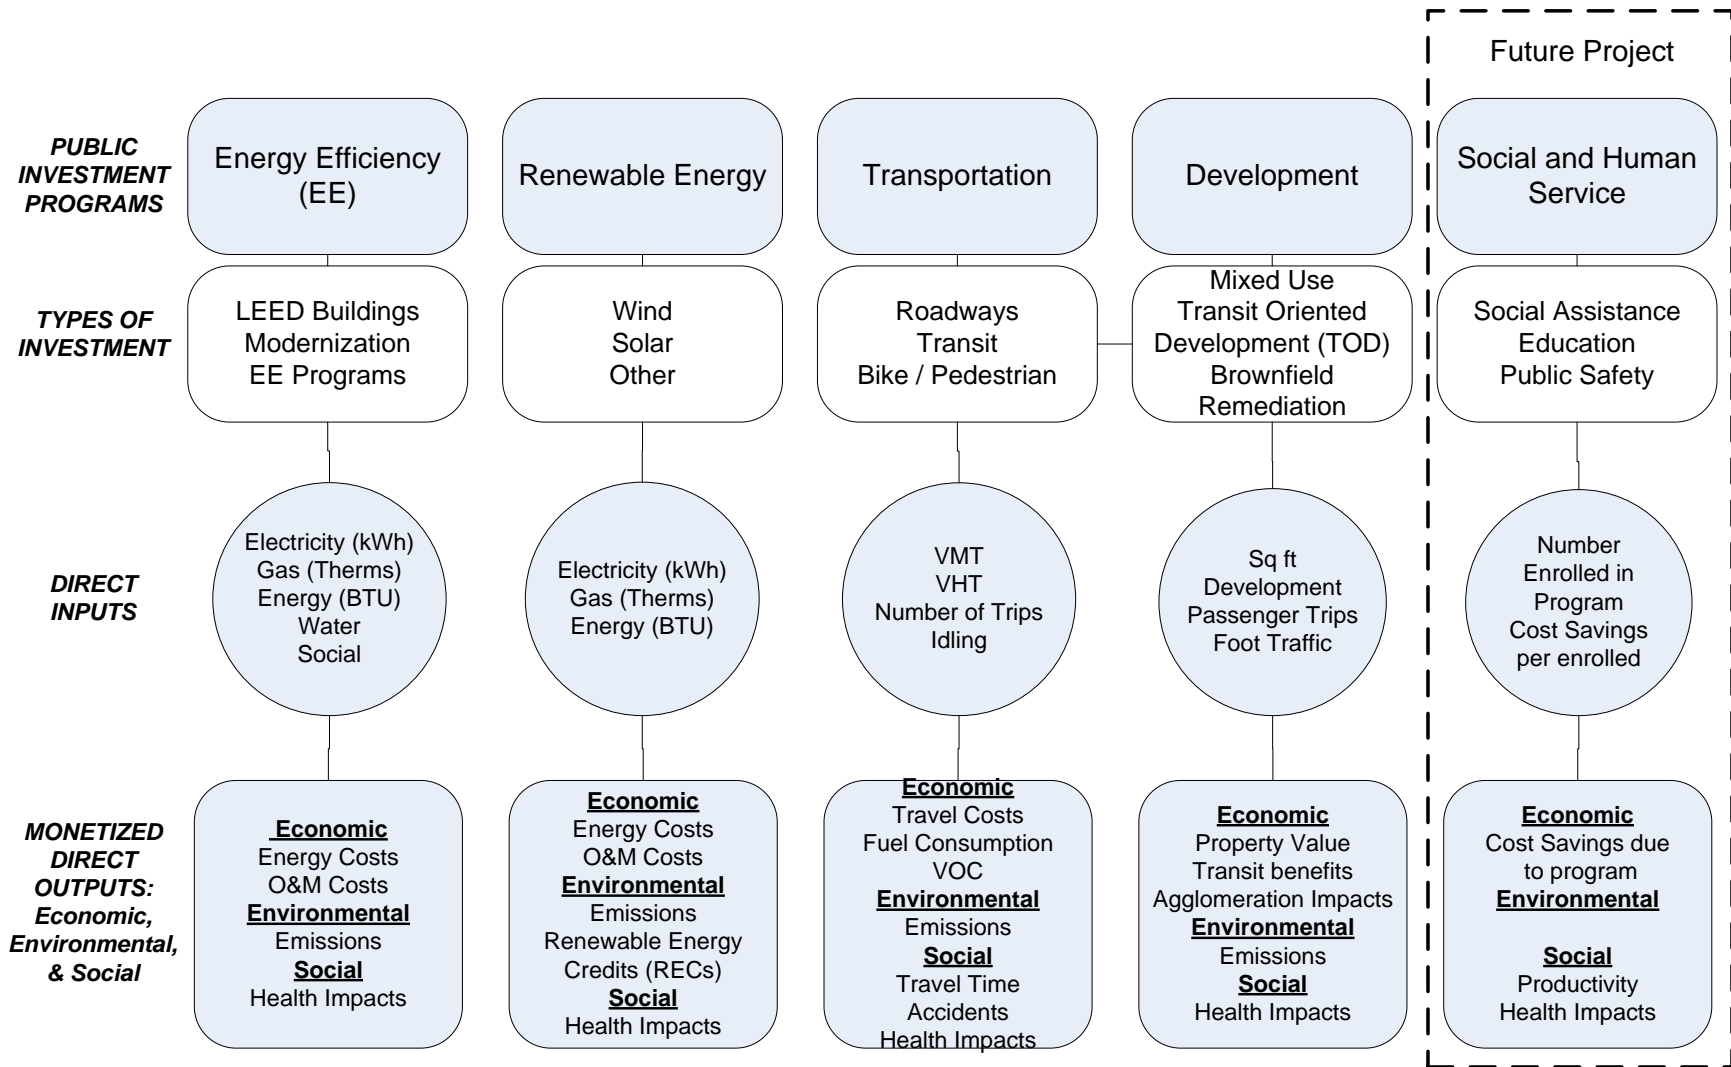 Future Project
PUBLIC
INVESTMENT
PROGRAMS
Energy Efficiency
(EE)
Renewable Energy
Transportation
Development
Social and Human
Service
TYPES OF
INVESTMENT
LEED Buildings
Modernization
EE Programs
Wind
Solar
Other
Roadways
Transit
Bike / Pedestrian
Mixed Use
Transit Oriented
Development (TOD)
Brownfield
Remediation
Social Assistance
Education
Public Safety
DIRECT
INPUTS
Electricity (kWh)
Gas (Therms)
Energy (BTU)
Water
Social
Electricity (kWh)
Gas (Therms)
Energy (BTU)
VMT
VHT
Number of Trips
Idling
Sq ft
Development
Passenger Trips
Foot Traffic
Number
Enrolled in
Program
Cost Savings
per enrolled
MONETIZED
DIRECT
OUTPUTS:
Economic,
Environmental,
& Social
Economic
Energy Costs
O&M Costs
Environmental
Emissions
Social
Health Impacts
Economic
Energy Costs
O&M Costs
Environmental
Emissions
Renewable Energy
Credits (RECs)
Social
Health Impacts
Economic
Travel Costs
Fuel Consumption
VOC
Environmental
Emissions
Social
Travel Time
Accidents
Health Impacts
Economic
Property Value
Transit benefits
Agglomeration Impacts
Environmental
Emissions
Social
Health Impacts
Economic
Cost Savings due
to program
Environmental
Social
Productivity
Health Impacts